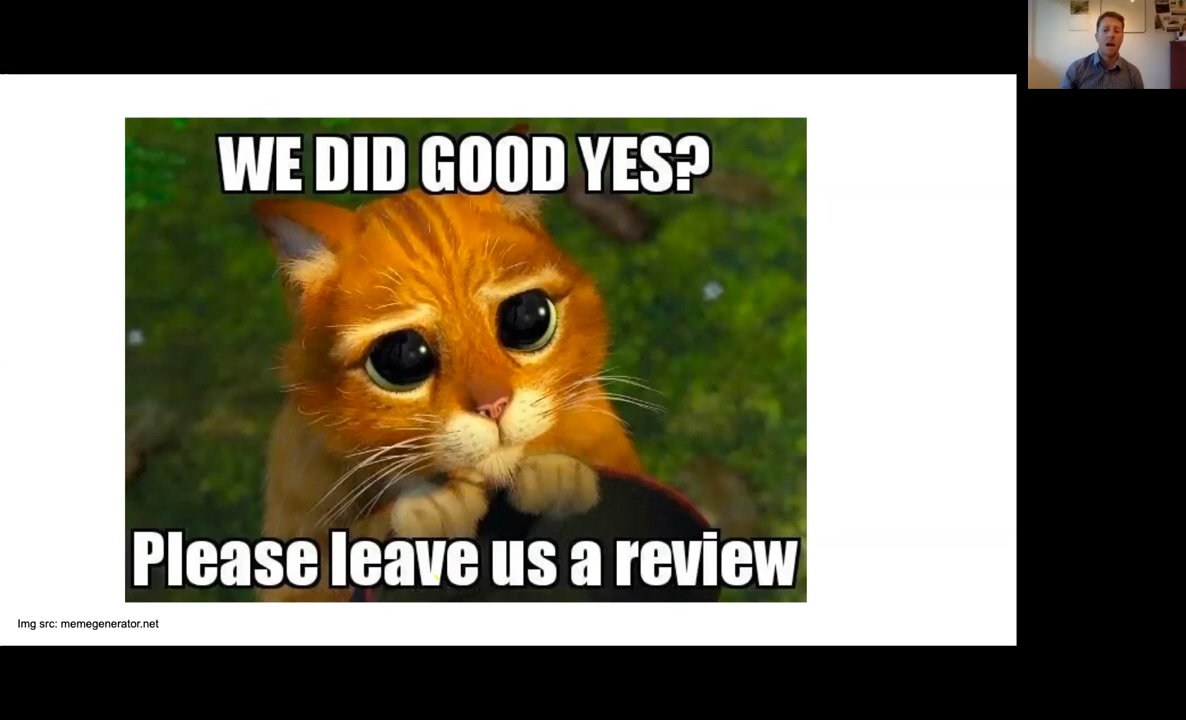 WE DID GOOD YES?
Please leave us a review
Img src: memegenerator.net